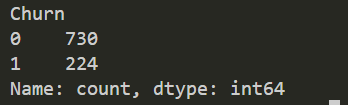 Churn
0    730
1    224
Name: count, dtype: int64